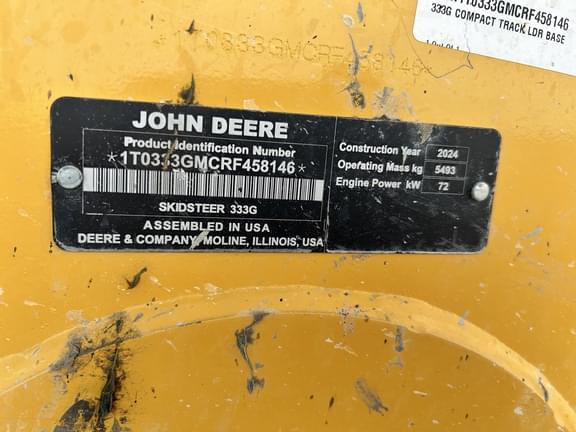 1T0333GMCRF458146
333G COMPACT TRACK LDR BASE
*1T0333GMCRF458146*
JOHN DEERE
Product Identification Number
*1T0333GMCRF458146*
SKIDSTEER 333G
ASSEMBLED IN USA
DEERE & COMPANY, MOLINE, ILLINOIS, USA
Construction Year 2024
Operating Mass kg 5493
Engine Power kW 72